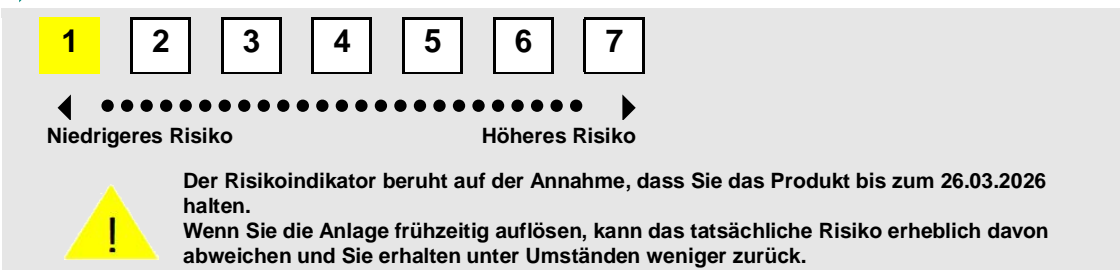 1 2 3 4 5 6 7
Niedrigeres Risiko Höheres Risiko
Der Risikoindikator beruht auf der Annahme, dass Sie das Produkt bis zum 26.03.2026
halten.
! Wenn Sie die Anlage frühzeitig auflösen, kann das tatsächliche Risiko erheblich davon
abweichen und Sie erhalten unter Umständen weniger zurück.